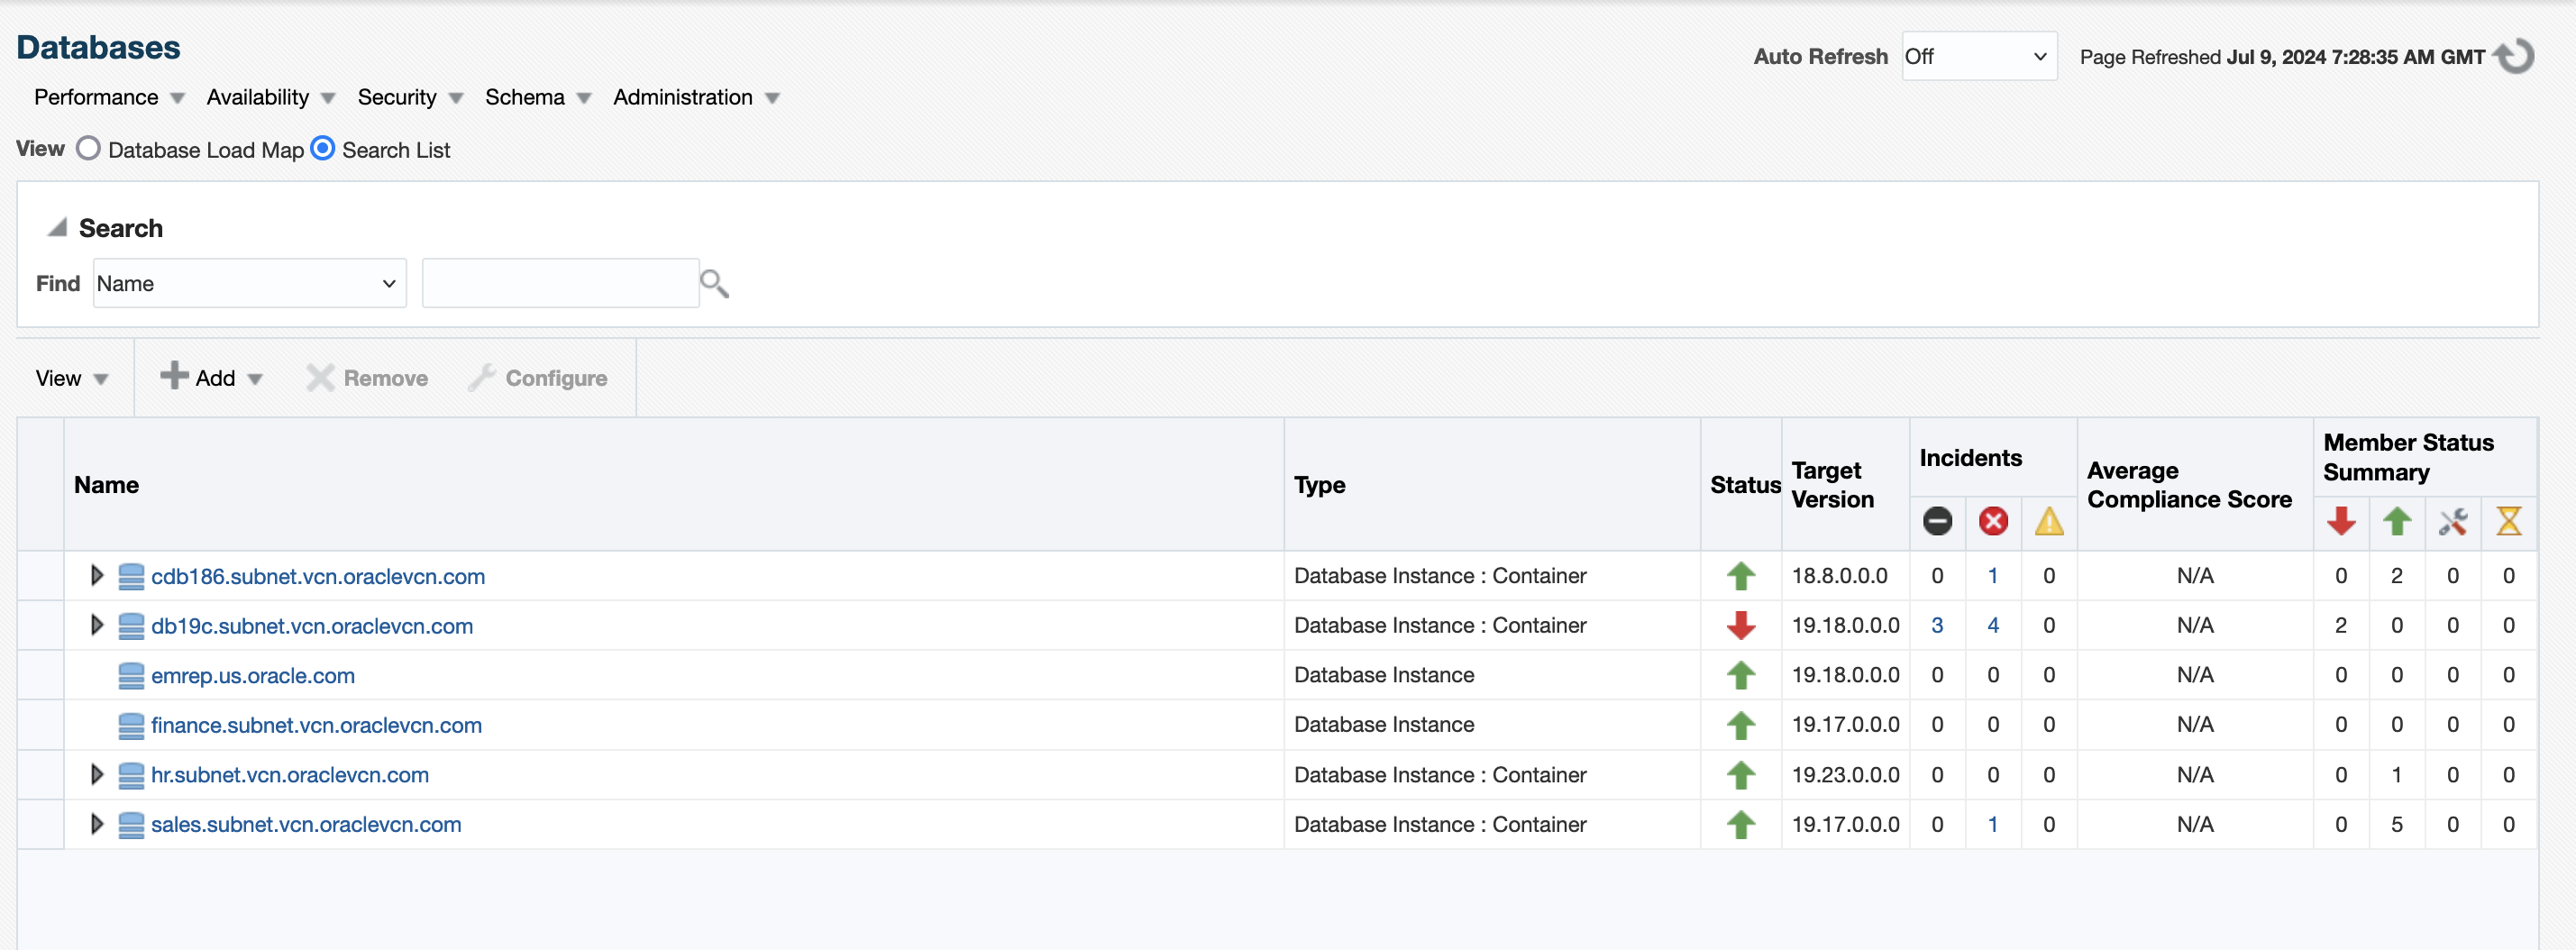 Databases
Auto Refresh Off Page Refreshed Jul 9, 2024 7:28:35 AM GMT
Performance Availability Security Schema Administration
View Database Load Map Search List
Search
Find Name
View Add Remove Configure
Name Type Status Target Version Incidents Average Compliance Score Member Status Summary
cdb186.subnet.vcn.oraclevcn.com Database Instance : Container 18.8.0.0.0 0 1 0 N/A 0 2 0 0
db19c.subnet.vcn.oraclevcn.com Database Instance : Container 19.18.0.0.0 3 4 0 N/A 2 0 0 0
emrep.us.oracle.com Database Instance 19.18.0.0.0 0 0 0 N/A 0 0 0 0
finance.subnet.vcn.oraclevcn.com Database Instance 19.17.0.0.0 0 0 0 N/A 0 0 0 0
hr.subnet.vcn.oraclevcn.com Database Instance : Container 19.23.0.0.0 0 0 0 N/A 0 1 0 0
sales.subnet.vcn.oraclevcn.com Database Instance : Container 19.17.0.0.0 0 1 0 N/A 0 5 0 0